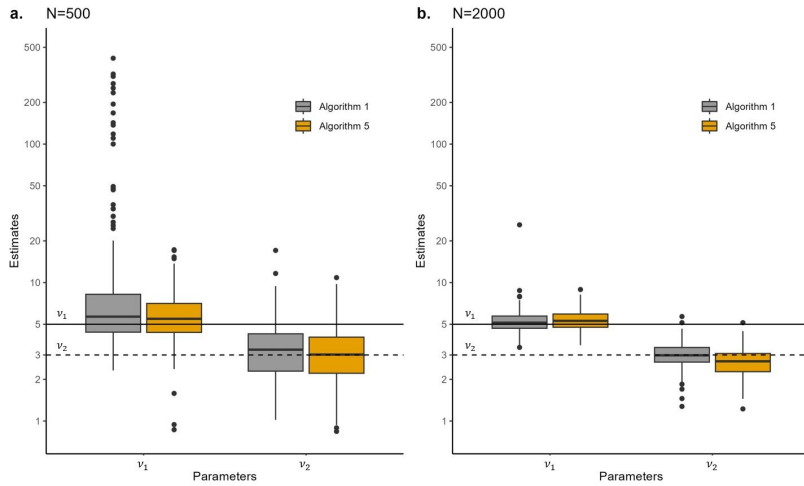 a. N=500
500
200
100
50
20
10
5
3
2
1
Estimates
Algorithm 1
Algorithm 5
ν₁
ν₂
ν₁ ν₂
Parameters
b. N=2000
500
200
100
50
20
10
5
3
2
1
Estimates
Algorithm 1
Algorithm 5
ν₁
ν₂
ν₁ ν₂
Parameters